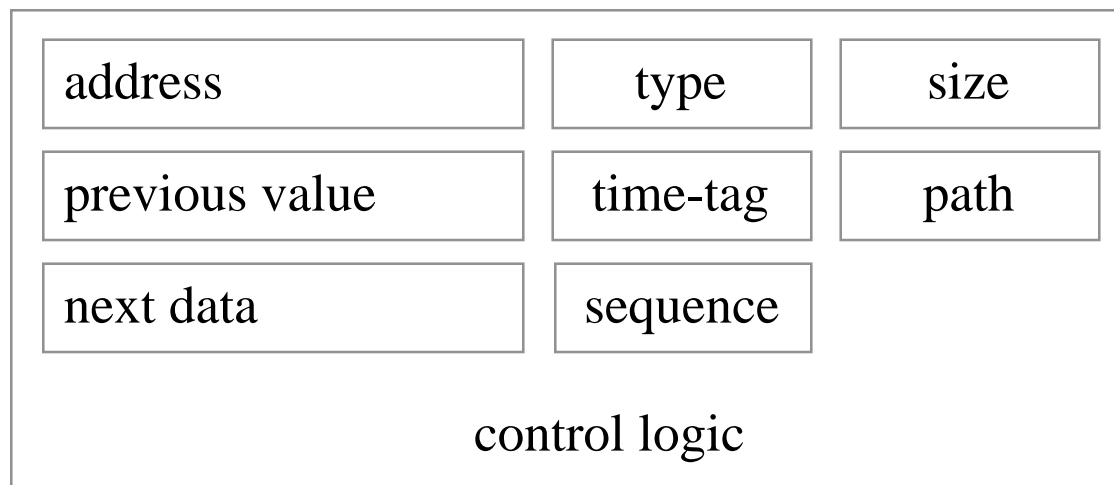 address type size
previous value time-tag path
next data sequence
control logic